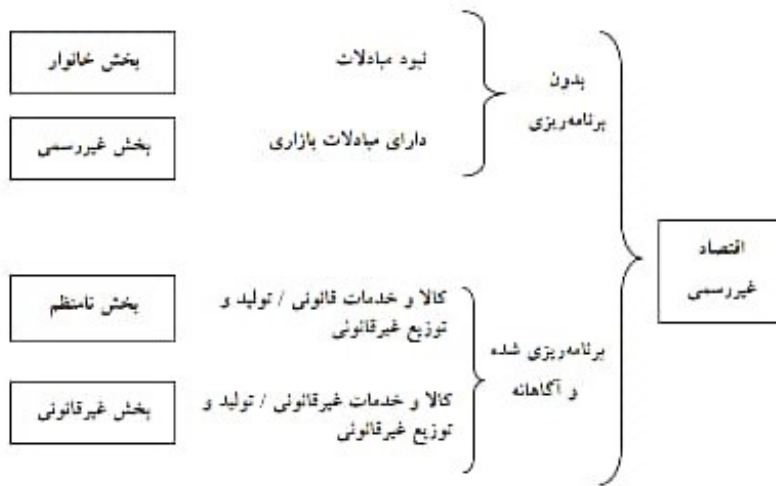 اقتصاد
غیررسمی
بدون
برنامه‌ریزی
نبود مبادلات
بخش خانوار
دارای مبادلات بازاری
بخش غیررسمی
برنامه‌ریزی شده
و آگاهانه
کالا و خدمات قانونی / تولید و
توزیع غیرقانونی
بخش نامنظم
کالا و خدمات غیرقانونی / تولید و
توزیع غیرقانونی
بخش غیرقانونی